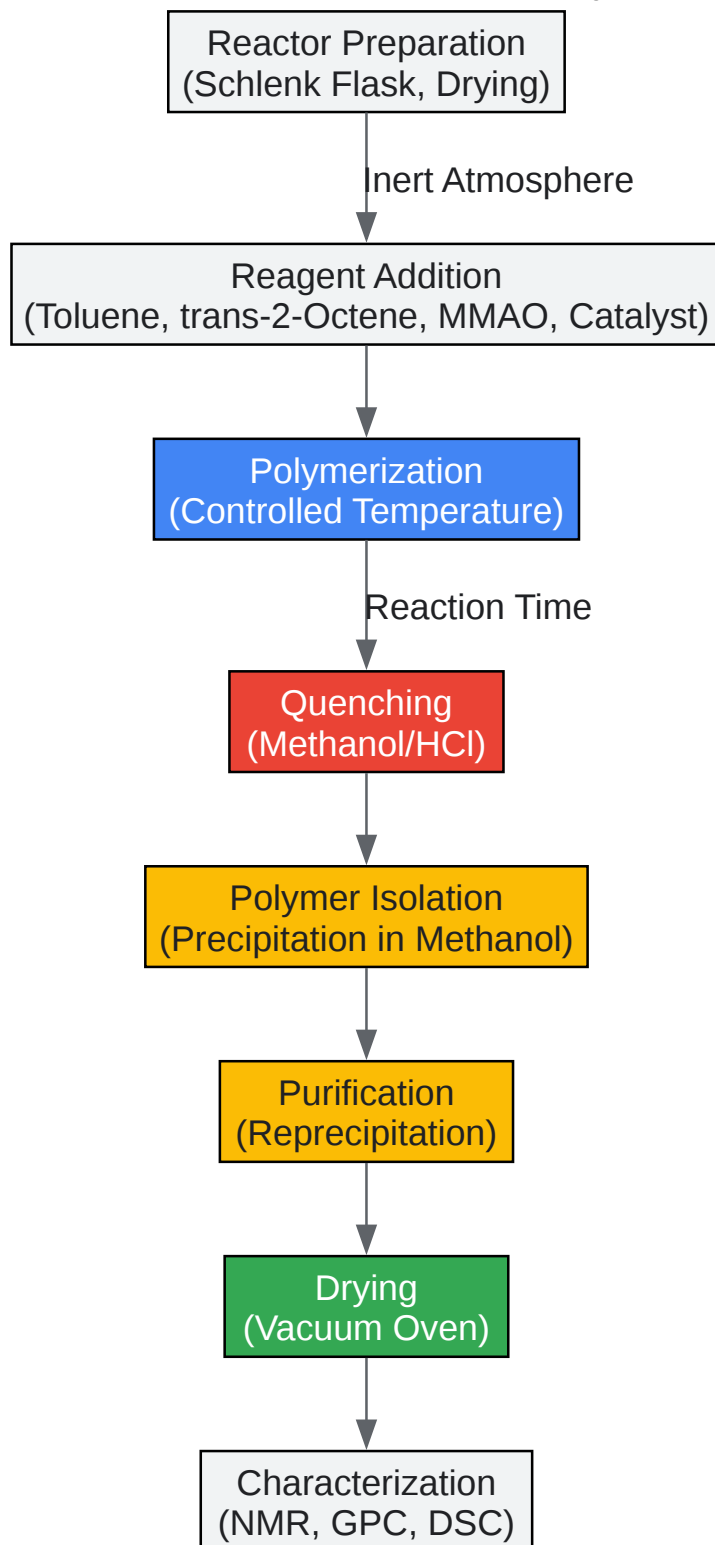 Reactor Preparation
(Schlenk Flask, Drying)
Inert Atmosphere
Reagent Addition
(Toluene, trans-2-Octene, MMAO, Catalyst)
Polymerization
(Controlled Temperature)
Reaction Time
Quenching
(Methanol/HCl)
Polymer Isolation
(Precipitation in Methanol)
Purification
(Reprecipitation)
Drying
(Vacuum Oven)
Characterization
(NMR, GPC, DSC)